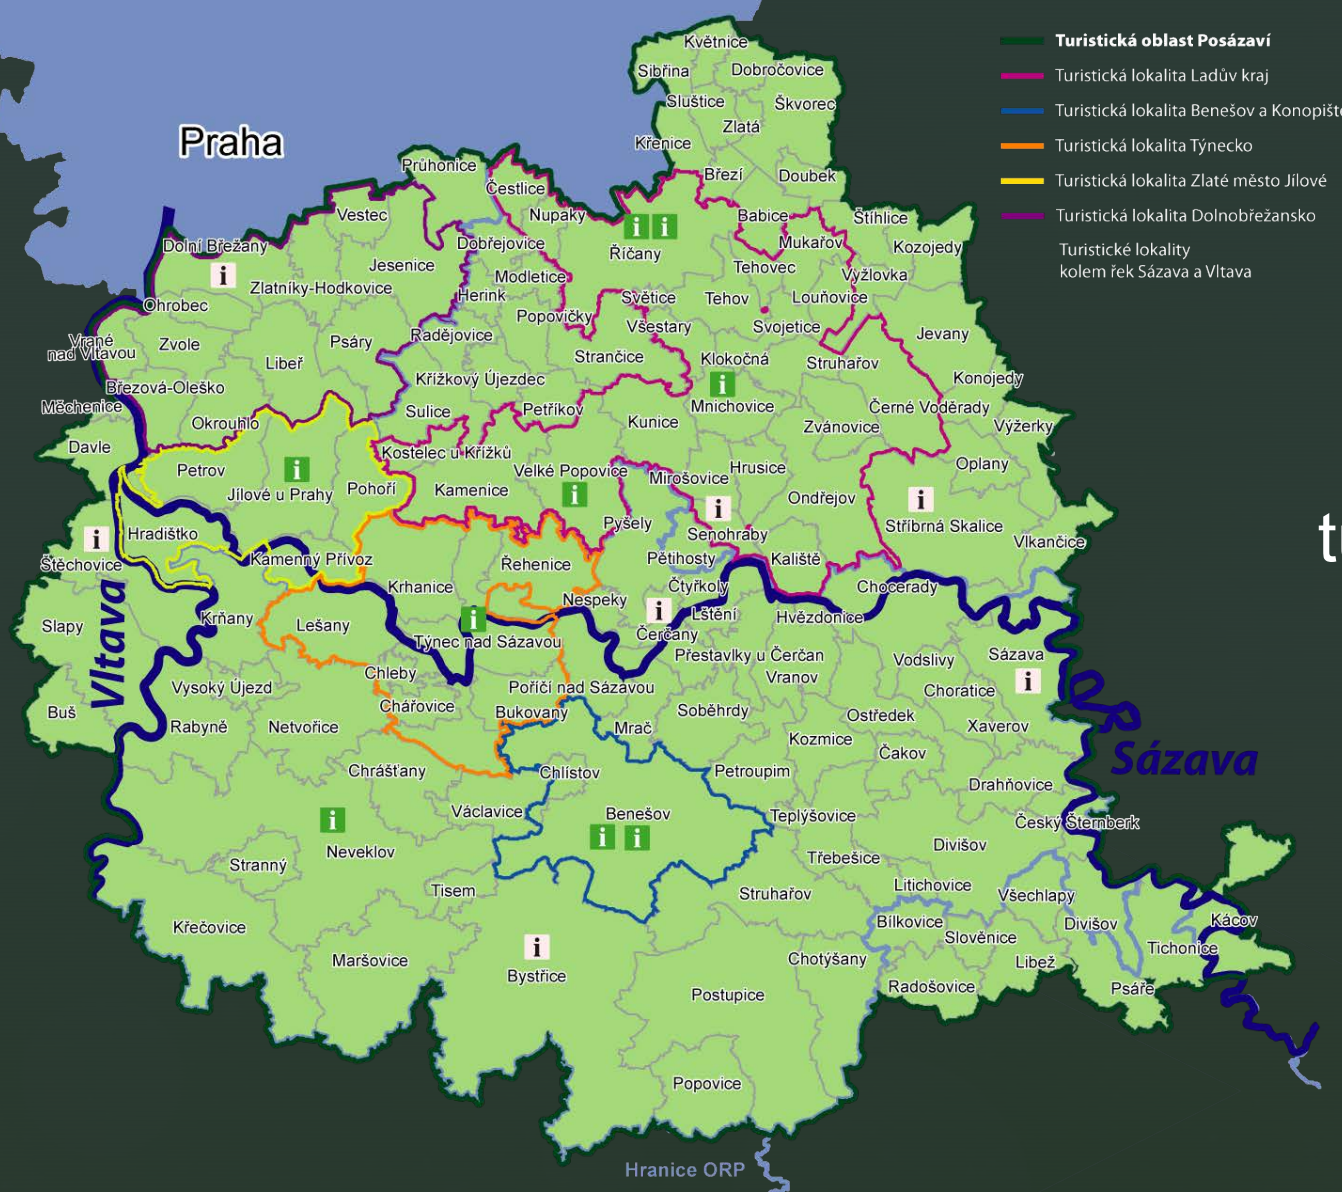 Turistická oblast Posázaví
Turistická lokalita Ladův kraj
Turistická lokalita Benešov a Konopiště
Turistická lokalita Týnecko
Turistická lokalita Zlaté město Jílové
Turistická lokalita Dolnobřežansko
Turistické lokality
kolem řek Sázava a Vltava
Praha
Květnice
Sibřina
Dobročovice
Sluštice
Škvorec
Zlatá
Křenice
Průhonice
Březí
Doubek
Čestlice
Vestec
Nupaky
Babice
Štíhlice
Dolní Břežany
Dobřejovice
Říčany
Mukařov
Kozojedy
Jesenice
Modletice
Tehovec
Vyžlovka
Zlatníky-Hodkovice
Herink
Světice
Tehov
Louňovice
Ohrobec
Popovičky
Všestary
Svojetice
Jevany
Vrané
nad Vltavou
Zvole
Psáry
Radějovice
Libeř
Strančice
Klokočná
Struhařov
Březová-Oleško
Křížkový Újezdec
Konojedy
Měchenice
Sulice
Petříkov
Mnichovice
Černé Voděrady
Okrouhlo
Kunice
Zvánovice
Výžerky
Davle
Kostelec u Křížků
Petrov
Velké Popovice
Mirošovice
Hrusice
Oplany
Jílové u Prahy
Pohoří
Kamenice
Ondřejov
Hradištko
Pyšely
Senohraby
Stříbrná Skalice
Vlkančice
Štěchovice
Kamenný Přívoz
Řehenice
Pětihosty
Kaliště
Krhanice
Čtyřkoly
Chocerady
Nespeky
Lštění
Hvězdonice
Krňany
Slapy
Lešany
Týnec nad Sázavou
Čerčany
Vltava
Přestavlky u Čerčan
Vodslivy
Sázava
Chleby
Vranov
Vysoký Újezd
Poříčí nad Sázavou
Choratice
Buš
Chářovice
Bukovany
Soběhrdy
Ostředek
Rabyně
Netvořice
Mrač
Xaverov
Kozmice
Čakov
Sázava
Chrášťany
Chlístov
Petroupim
Drahňovice
Václavice
Benešov
Teplýšovice
Český Šternberk
Neveklov
Divišov
Stranný
Třebešice
Tisem
Struhařov
Litichovice
Všechlapy
Křečovice
Bílkovice
Divišov
Kácov
Slověnice
Tichonice
Maršovice
Bystřice
Chotýšany
Libež
Radošovice
Psáře
Postupice
Popovice
Hranice ORP